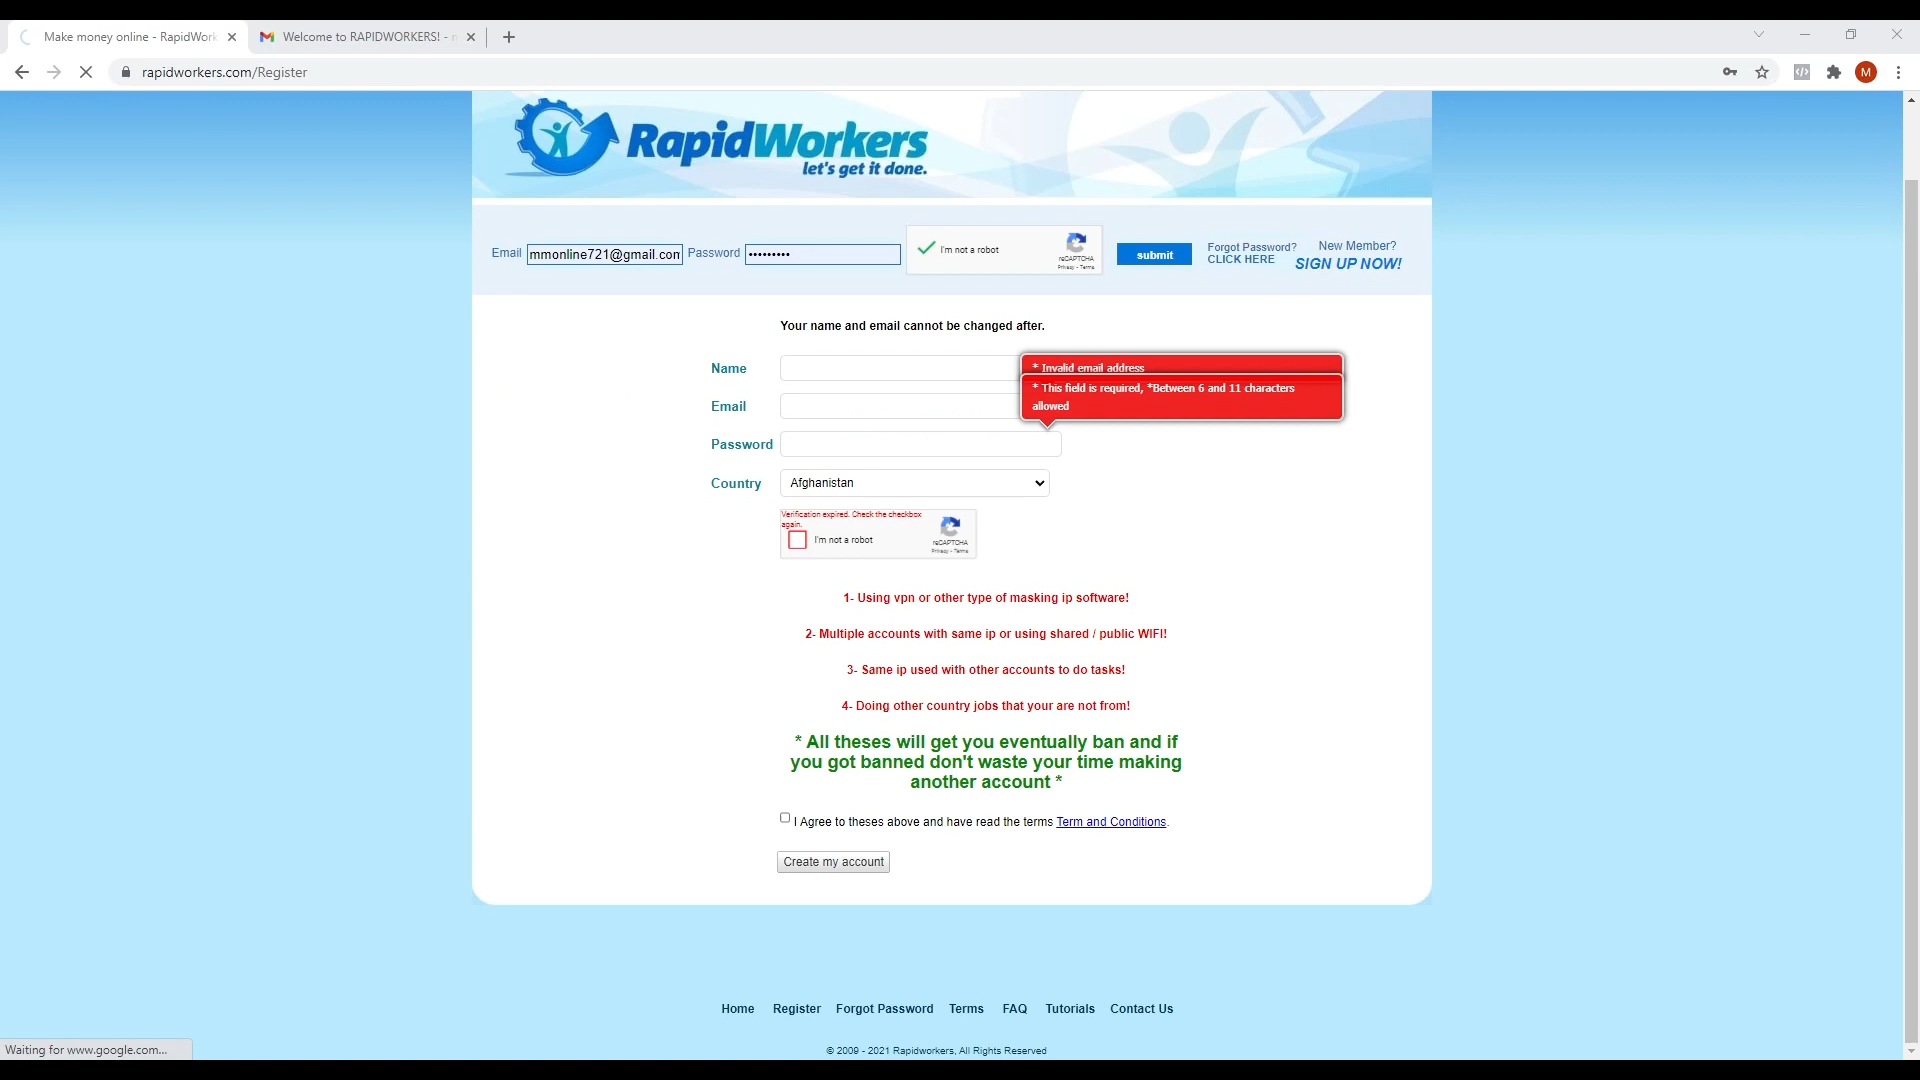 Make money online - RapidWork
Welcome to RAPIDWORKERS! -
rapidworkers.com/Register
M
RapidWorkers
let's get it done.
Email mmonline721@gmail.com Password ••••••••• I'm not a robot
reCAPTCHA
Privacy - Terms
submit
Forgot Password?
CLICK HERE
New Member?
SIGN UP NOW!
Your name and email cannot be changed after.
Name
* Invalid email address
* This field is required, *Between 6 and 11 characters
allowed
Email
Password
Country Afghanistan
Verification expired. Check the checkbox
again.
I'm not a robot
reCAPTCHA
Privacy - Terms
1- Using vpn or other type of masking ip software!
2- Multiple accounts with same ip or using shared / public WIFI!
3- Same ip used with other accounts to do tasks!
4- Doing other country jobs that your are not from!
* All theses will get you eventually ban and if
you got banned don't waste your time making
another account *
I Agree to theses above and have read the terms Term and Conditions.
Create my account
Home Register Forgot Password Terms FAQ Tutorials Contact Us
Waiting for www.google.com...
© 2009 - 2021 Rapidworkers, All Rights Reserved